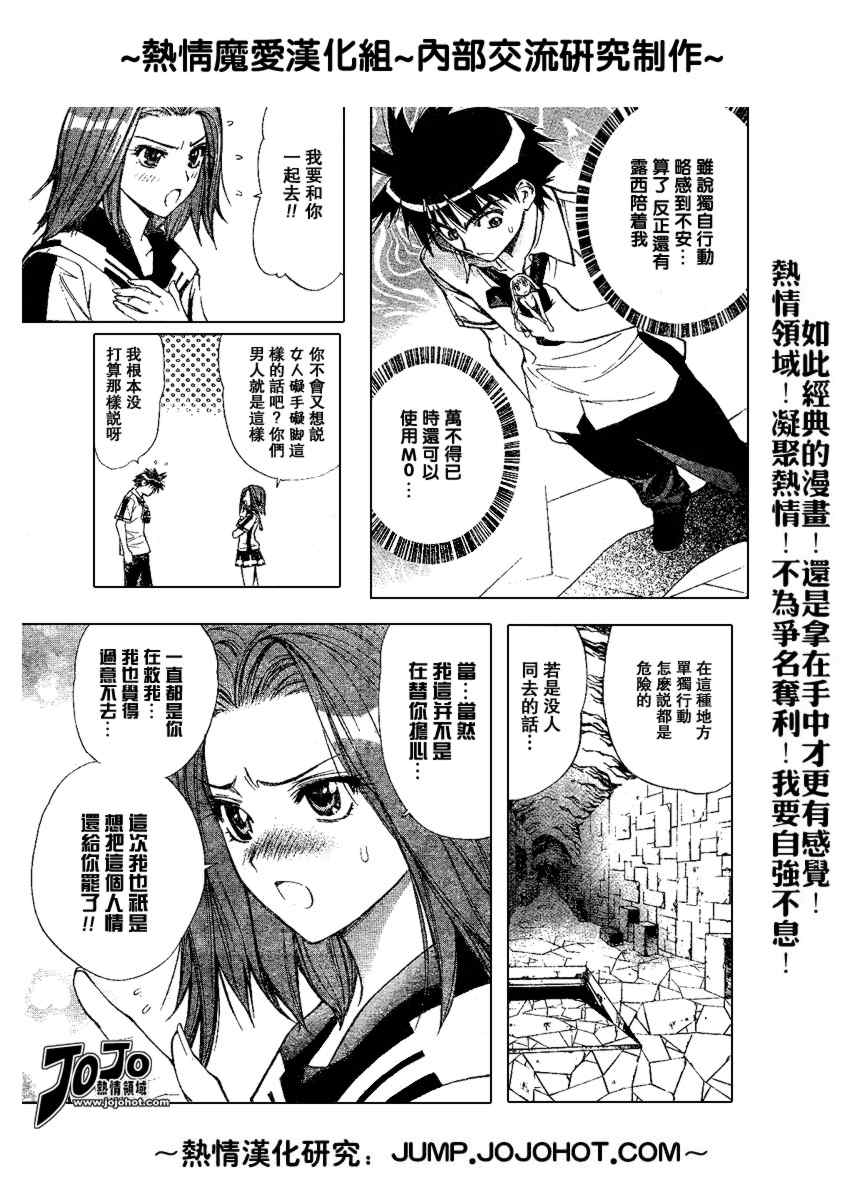 ~熱情魔愛漢化組~內部交流研究制作~
雖說獨自行動
略感到不安…
算了 反正還有
露西陪着我
萬不得已
時還可以
使用M0…
我要和你
一起去!!
你不會又想說
女人礙手礙脚這
樣的話吧？你們
男人就是這樣
我根本没
打算那樣説呀
在這種地方
單獨行動
怎麽説都是
危險的
若是没人
同去的話…
當…當然
我這并不是
在替你擔心…
一直都是你
在救我…
我也覺得
過意不去…
這次我也祇是
想把這個人情
還給你罷了!!
如此經典的漫畫！還是拿在手中才更有感覺！
熱情領域！凝聚熱情！不為爭名奪利！我要自強不息！
JOJO
熱情領域
www.jojohot.com
～熱情漢化研究：JUMP.JOJOHOT.COM～